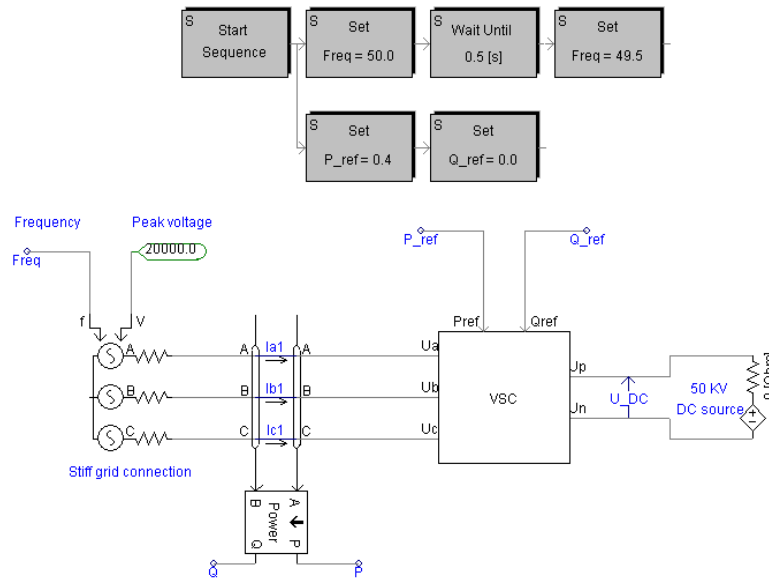 S
Start
Sequence
S
Set
Freq = 50.0
S
Wait Until
0.5 [s]
S
Set
Freq = 49.5
S
Set
P_ref = 0.4
S
Set
Q_ref = 0.0
Frequency
Peak voltage
Freq
20000.0
P_ref
Q_ref
f
V
Pref
Qref
A
A
Ia1
A
Ua
B
B
Ib1
B
Ub
C
C
Ic1
C
Uc
VSC
Up
Un
U_DC
50 KV
DC source
Stiff grid connection
A
B
P
Q
Power
Q
P